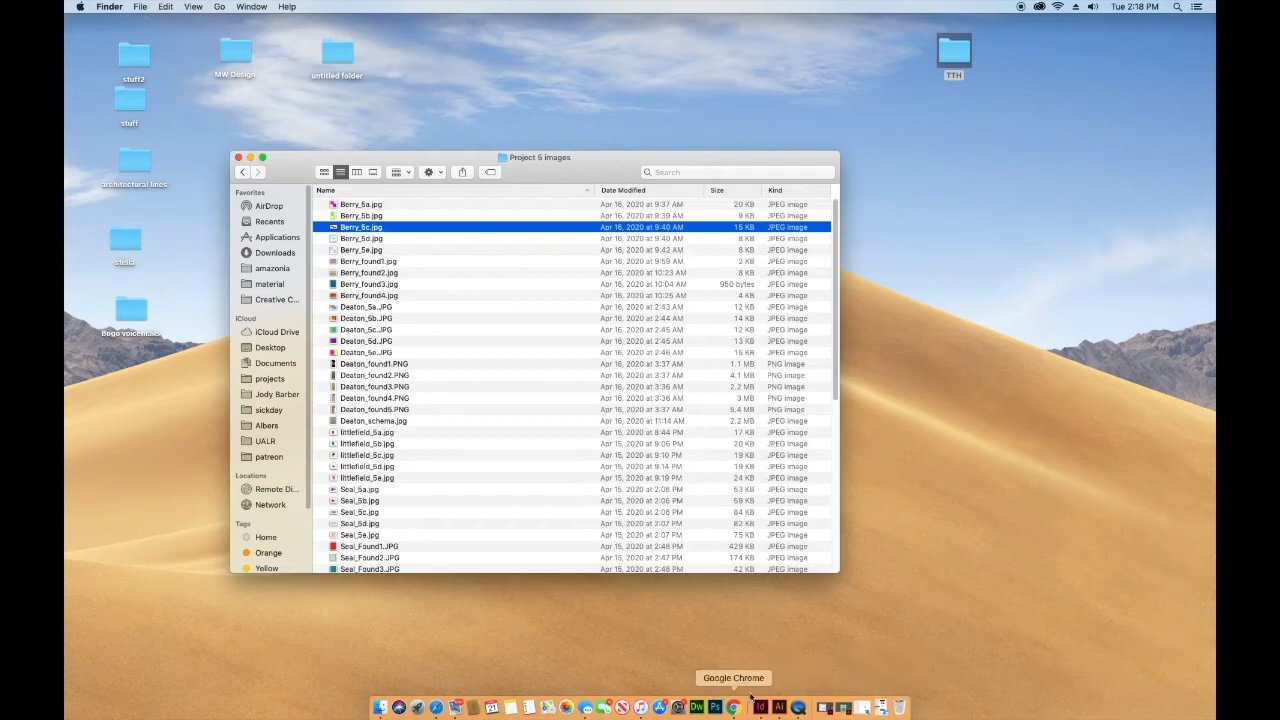 Finder File Edit View Go Window Help Tue 2:18 PM
stuff2
MW Design
untitled folder
TTH
stuff
architectural lines
stella
Bogo voicemails
Project 5 images
Search
Favorites
AirDrop
Recents
Applications
Downloads
amazonia
material
Creative C...
iCloud
iCloud Drive
Desktop
Documents
projects
Jody Barber
sickday
Albers
UALR
patreon
Locations
Remote Di...
Network
Tags
Home
Orange
Yellow
Name Date Modified Size Kind
Berry_5a.jpg Apr 16, 2020 at 9:37 AM 20 KB JPEG image
Berry_5b.jpg Apr 16, 2020 at 9:39 AM 9 KB JPEG image
Berry_5c.jpg Apr 16, 2020 at 9:40 AM 15 KB JPEG image
Berry_5d.jpg Apr 16, 2020 at 9:40 AM 8 KB JPEG image
Berry_5e.jpg Apr 16, 2020 at 9:42 AM 8 KB JPEG image
Berry_found1.jpg Apr 16, 2020 at 9:59 AM 2 KB JPEG image
Berry_found2.jpg Apr 16, 2020 at 10:23 AM 8 KB JPEG image
Berry_found3.jpg Apr 16, 2020 at 10:04 AM 950 bytes JPEG image
Berry_found4.jpg Apr 16, 2020 at 10:25 AM 4 KB JPEG image
Deaton_5a.JPG Apr 16, 2020 at 2:43 AM 12 KB JPEG image
Deaton_5b.JPG Apr 16, 2020 at 2:44 AM 14 KB JPEG image
Deaton_5c.JPG Apr 16, 2020 at 2:45 AM 12 KB JPEG image
Deaton_5d.JPG Apr 16, 2020 at 2:45 AM 13 KB JPEG image
Deaton_5e.JPG Apr 16, 2020 at 2:46 AM 15 KB JPEG image
Deaton_found1.PNG Apr 16, 2020 at 3:37 AM 1.1 MB PNG image
Deaton_found2.PNG Apr 16, 2020 at 3:37 AM 4.1 MB PNG image
Deaton_found3.PNG Apr 16, 2020 at 3:36 AM 2.2 MB PNG image
Deaton_found4.PNG Apr 16, 2020 at 3:36 AM 3 MB PNG image
Deaton_found5.PNG Apr 16, 2020 at 3:37 AM 5.4 MB PNG image
Deaton_schema.jpg Apr 16, 2020 at 11:14 AM 2.2 MB JPEG image
littlefield_5a.jpg Apr 15, 2020 at 8:44 PM 17 KB JPEG image
littlefield_5b.jpg Apr 15, 2020 at 9:06 PM 20 KB JPEG image
littlefield_5c.jpg Apr 15, 2020 at 9:10 PM 19 KB JPEG image
littlefield_5d.jpg Apr 15, 2020 at 9:14 PM 19 KB JPEG image
littlefield_5e.jpg Apr 15, 2020 at 9:19 PM 24 KB JPEG image
Seal_5a.jpg Apr 15, 2020 at 2:06 PM 53 KB JPEG image
Seal_5b.jpg Apr 15, 2020 at 2:06 PM 59 KB JPEG image
Seal_5c.jpg Apr 15, 2020 at 2:06 PM 84 KB JPEG image
Seal_5d.jpg Apr 15, 2020 at 2:07 PM 82 KB JPEG image
Seal_5e.jpg Apr 15, 2020 at 2:07 PM 75 KB JPEG image
Seal_Found1.JPG Apr 15, 2020 at 2:48 PM 429 KB JPEG image
Seal_Found2.JPG Apr 15, 2020 at 2:47 PM 174 KB JPEG image
Seal_Found3.JPG Apr 15, 2020 at 2:48 PM 42 KB JPEG image
Google Chrome
21 Dw Ps Id Ai